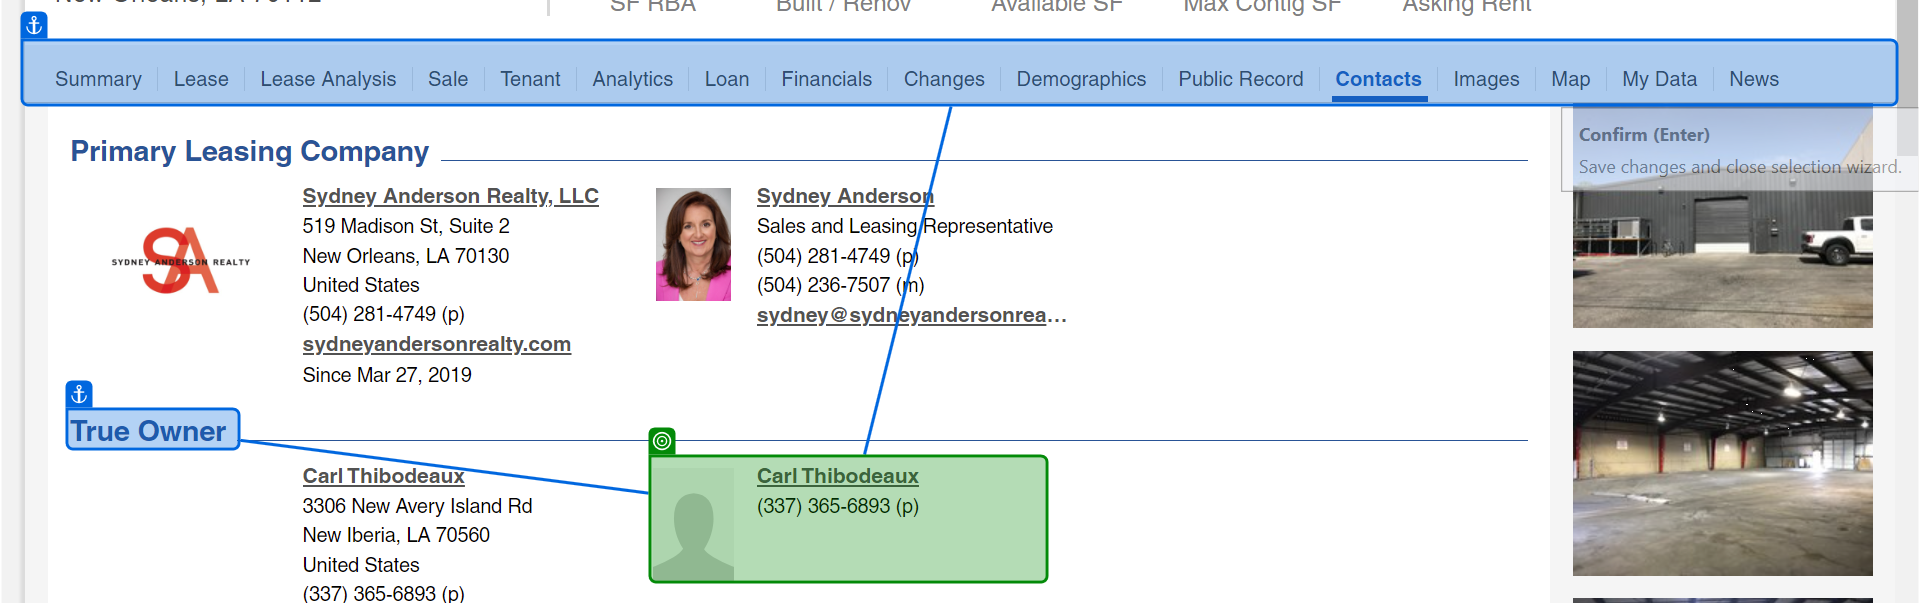 New Orleans, LA 70112
SF RBA Built / Renov Available SF Max Contig SF Asking Rent
Summary Lease Lease Analysis Sale Tenant Analytics Loan Financials Changes Demographics Public Record Contacts Images Map My Data News
Confirm (Enter)
Save changes and close selection wizard.
Primary Leasing Company
SYDNEY ANDERSON REALTY
Sydney Anderson Realty, LLC
519 Madison St, Suite 2
New Orleans, LA 70130
United States
(504) 281-4749 (p)
sydneyandersonrealty.com
Since Mar 27, 2019
Sydney Anderson
Sales and Leasing Representative
(504) 281-4749 (p)
(504) 236-7507 (m)
sydney@sydneyandersonrea...
True Owner
Carl Thibodeaux
3306 New Avery Island Rd
New Iberia, LA 70560
United States
(337) 365-6893 (p)
Carl Thibodeaux
(337) 365-6893 (p)